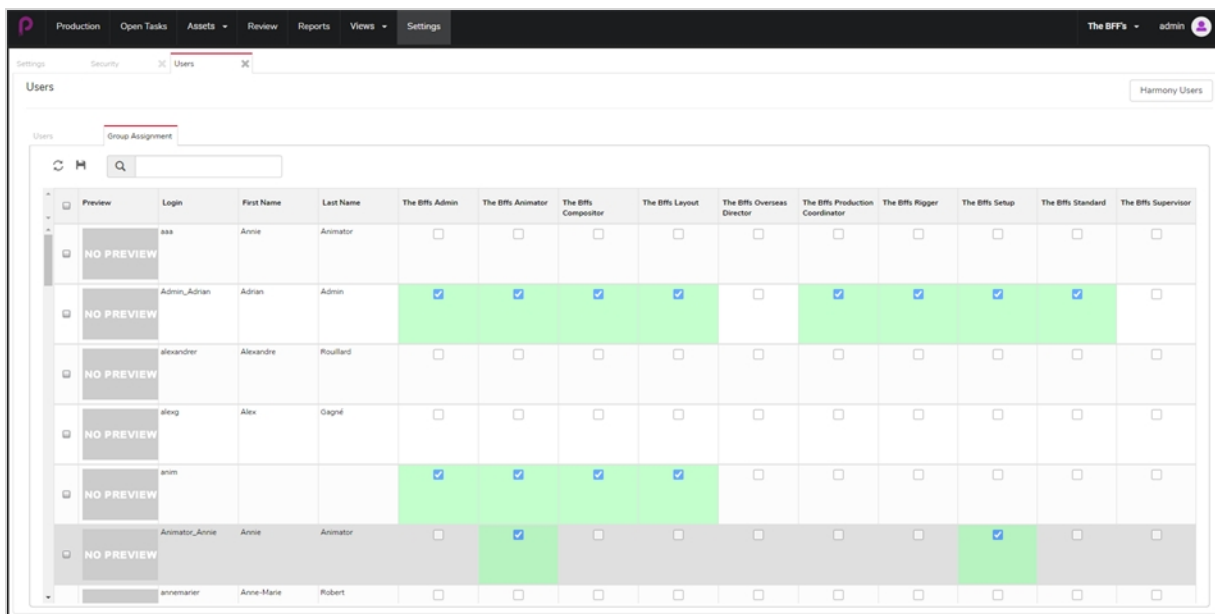 Production Open Tasks Assets Review Reports Views Settings The BFF's admin
Settings Security Users
Users Harmony Users
Users Group Assignment
Preview Login First Name Last Name The Bffs Admin The Bffs Animator The Bffs Compositor The Bffs Layout The Bffs Overseas Director The Bffs Production Coordinator The Bffs Rigger The Bffs Setup The Bffs Standard The Bffs Supervisor
NO PREVIEW aaa Annie Animator
NO PREVIEW Admin_Adrian Adrian Admin
NO PREVIEW alexandrer Alexandre Rouillard
NO PREVIEW alexg Alex Gagné
NO PREVIEW anim
NO PREVIEW Animator_Annie Annie Animator
annemarier Anne-Marie Robert